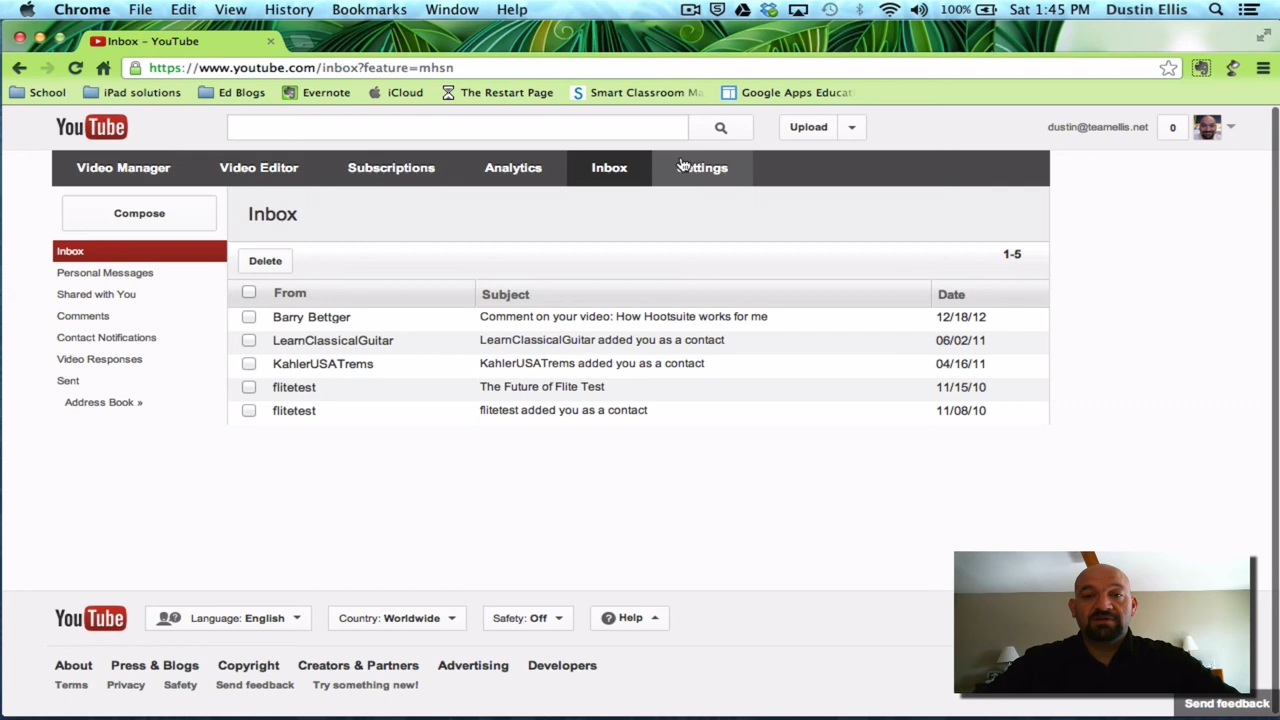 Chrome File Edit View History Bookmarks Window Help 100% Sat 1:45 PM Dustin Ellis
Inbox - YouTube
https://www.youtube.com/inbox?feature=mhsn
School iPad solutions Ed Blogs Evernote iCloud The Restart Page Smart Classroom Ma Google Apps Educati
YouTube Upload dustin@teamellis.net 0
Video Manager Video Editor Subscriptions Analytics Inbox Settings
Compose Inbox
Inbox
Delete 1-5
Personal Messages
From Subject Date
Shared with You
Comments
Barry Bettger Comment on your video: How Hootsuite works for me 12/18/12
Contact Notifications
LearnClassicalGuitar LearnClassicalGuitar added you as a contact 06/02/11
Video Responses
KahlerUSATrems KahlerUSATrems added you as a contact 04/16/11
Sent
flitetest The Future of Flite Test 11/15/10
Address Book »
flitetest flitetest added you as a contact 11/08/10
YouTube Language: English Country: Worldwide Safety: Off Help
About Press & Blogs Copyright Creators & Partners Advertising Developers
Terms Privacy Safety Send feedback Try something new!
Send feedback